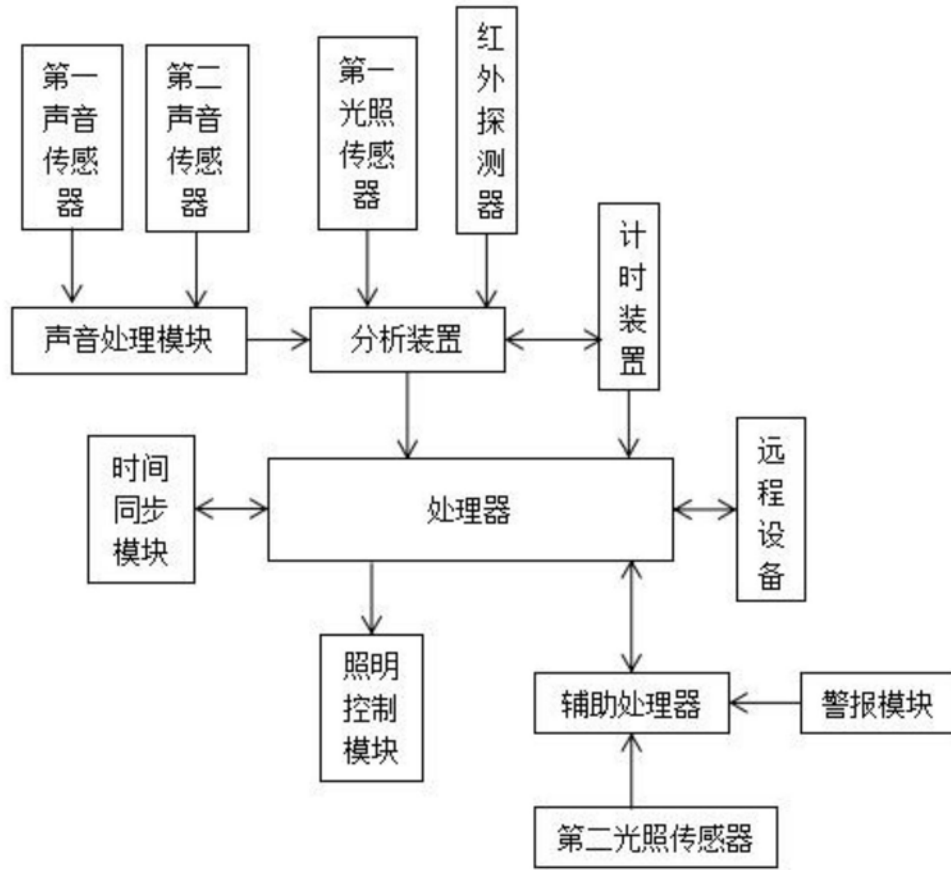 第一
声音
传感
器
第二
声音
传感
器
第一
光照
传感
器
红
外
探
测
器
计
时
装
置
声音处理模块
分析装置
时间
同步
模块
处理器
远
程
设
备
照明
控制
模块
辅助处理器
警报模块
第二光照传感器